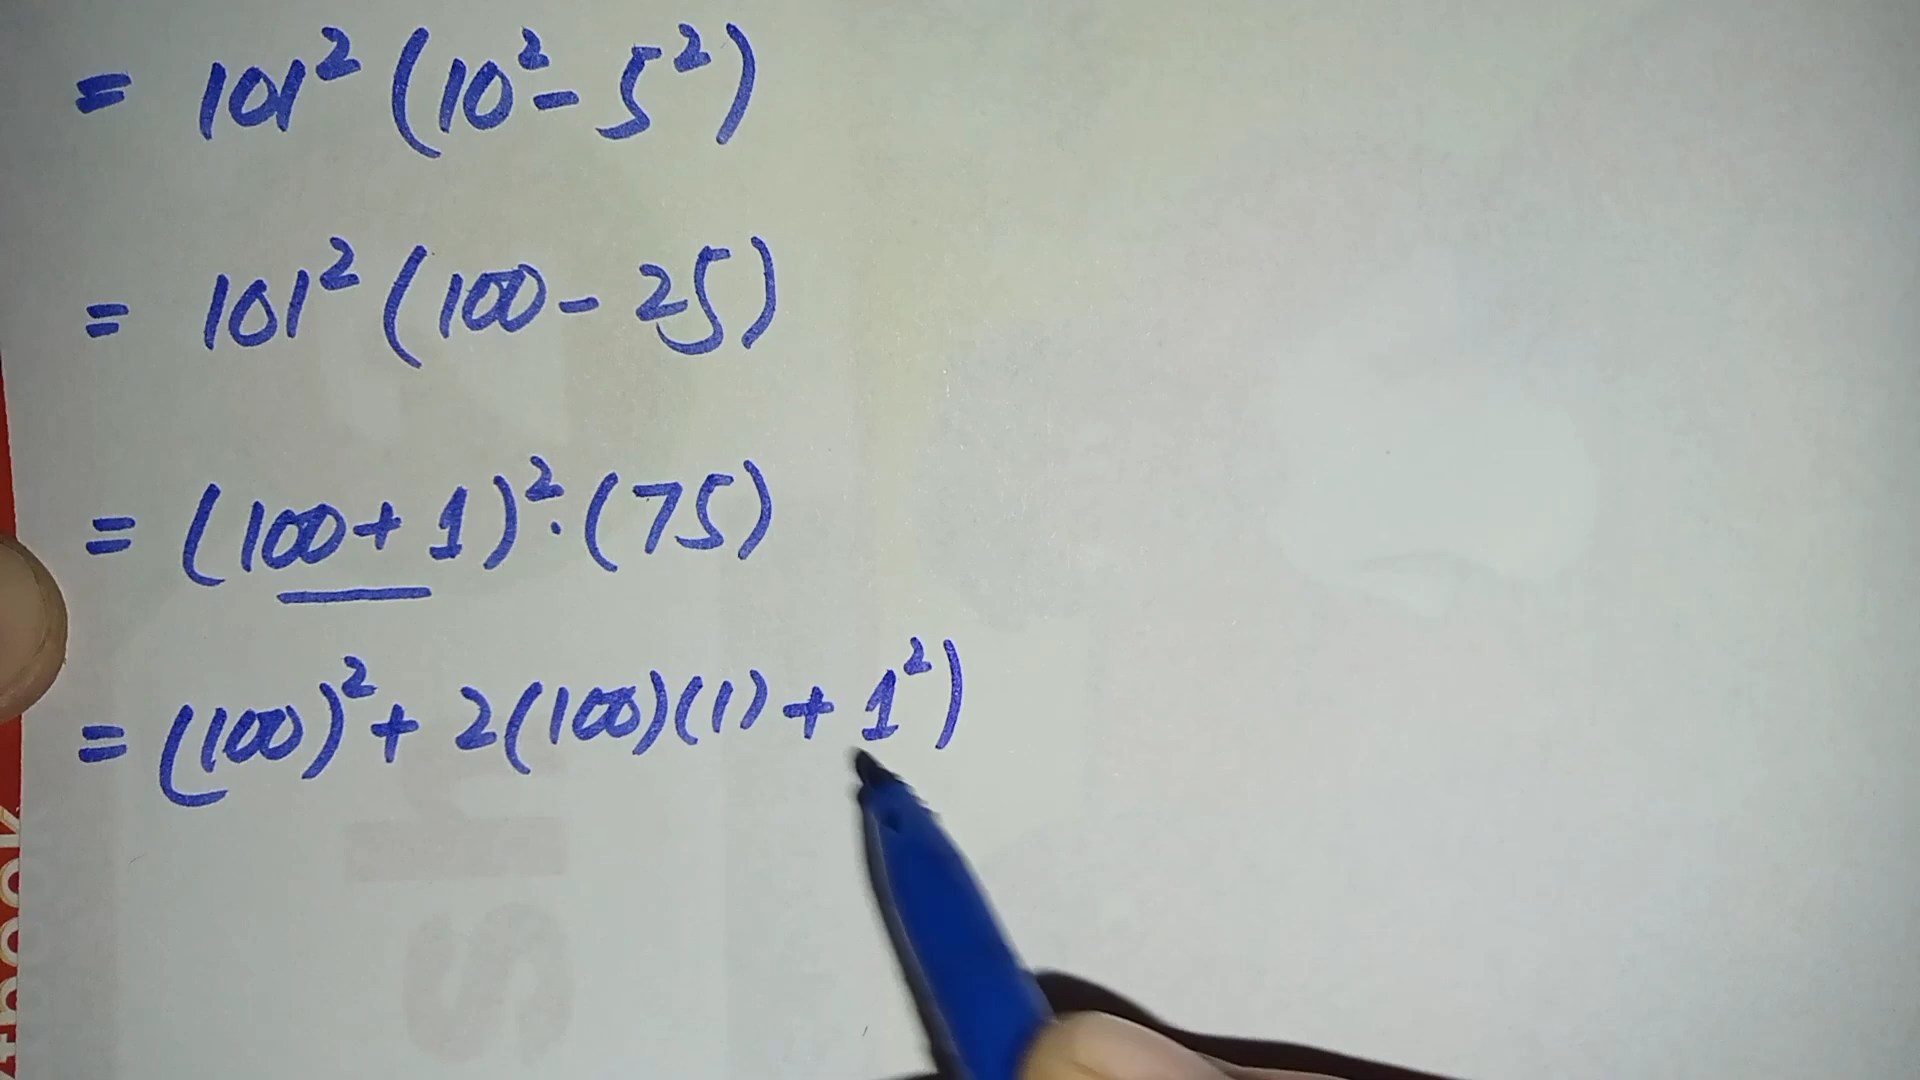 = 101² (10² - 5²)
= 101² (100 - 25)
= (100 + 1)² · (75)
= (100)² + 2(100)(1) + 1²)